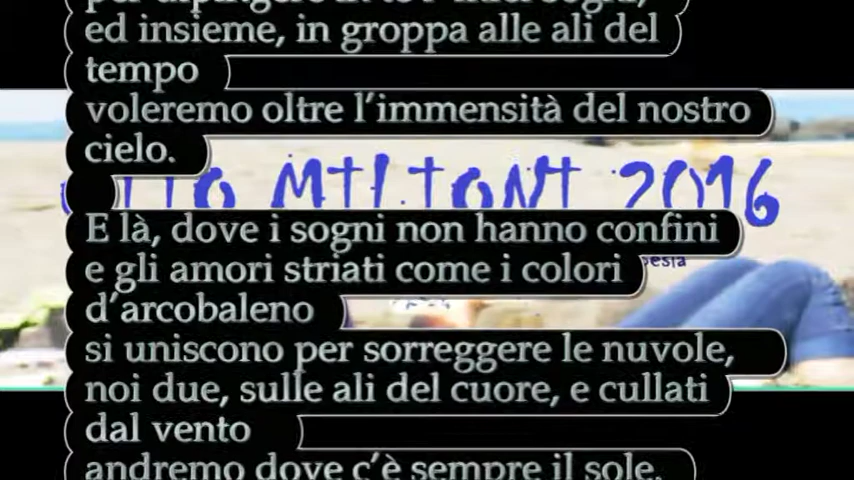 ed insieme, in groppa alle ali del
tempo
voleremo oltre l'immensità del nostro
cielo.
MILIONI 2016
E là, dove i sogni non hanno confini
e gli amori striati come i colori
d'arcobaleno
si uniscono per sorreggere le nuvole,
noi due, sulle ali del cuore, e cullati
dal vento
andremo dove c'è sempre il sole.